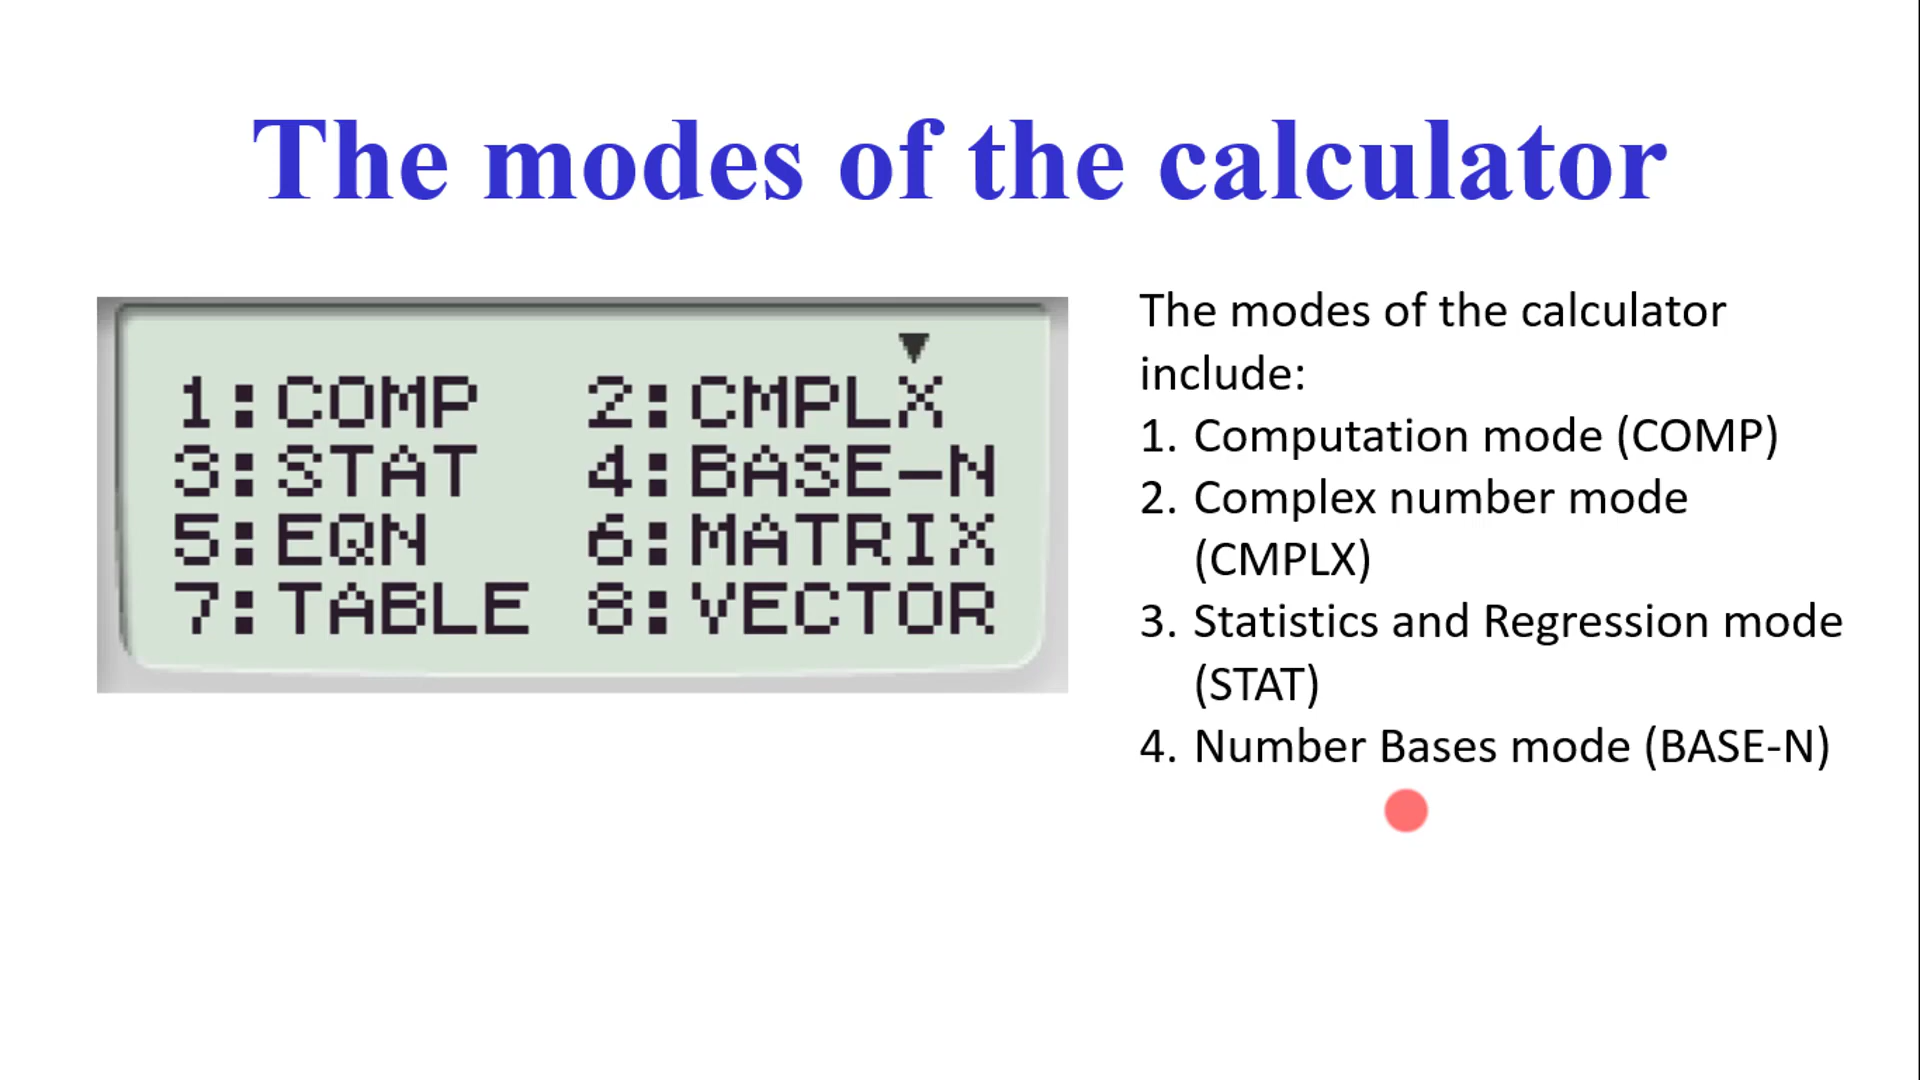 The modes of the calculator
1:COMP 2:CMPLX
3:STAT 4:BASE-N
5:EQN 6:MATRIX
7:TABLE 8:VECTOR
The modes of the calculator
include:
1. Computation mode (COMP)
2. Complex number mode
(CMPLX)
3. Statistics and Regression mode
(STAT)
4. Number Bases mode (BASE-N)